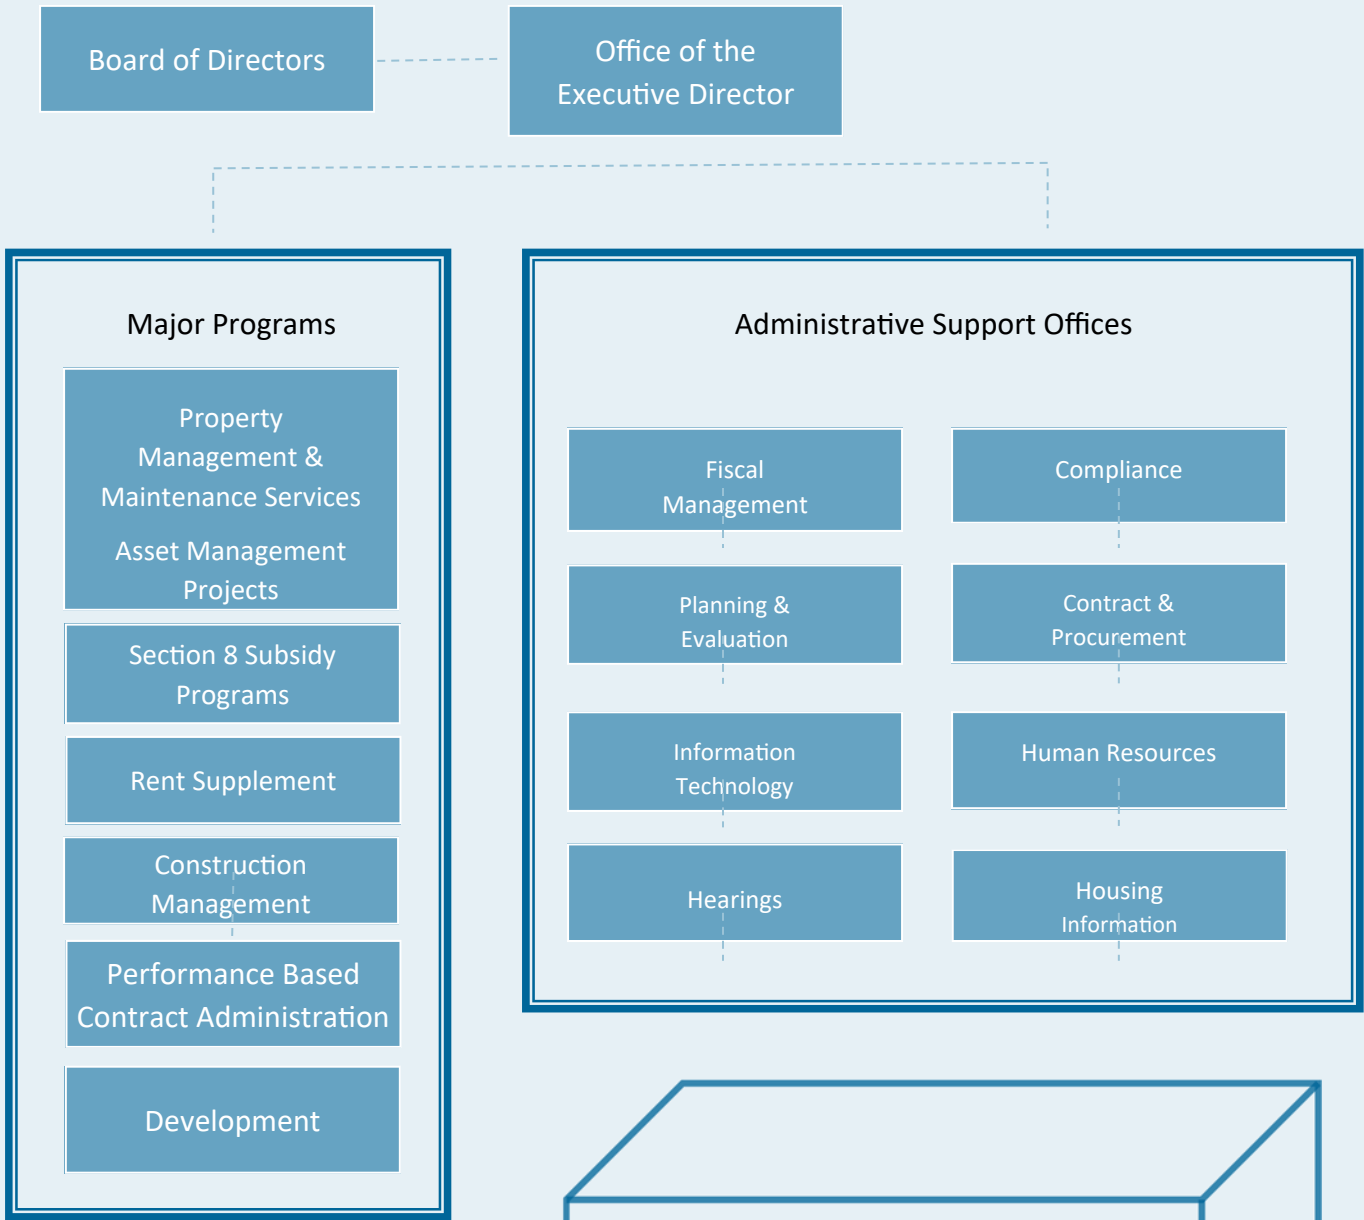 Board of Directors
Office of the
Executive Director
Major Programs
Property
Management &
Maintenance Services
Asset Management
Projects
Section 8 Subsidy
Programs
Rent Supplement
Construction
Management
Performance Based
Contract Administration
Development
Administrative Support Offices
Fiscal
Management
Compliance
Planning &
Evaluation
Contract &
Procurement
Information
Technology
Human Resources
Hearings
Housing
Information